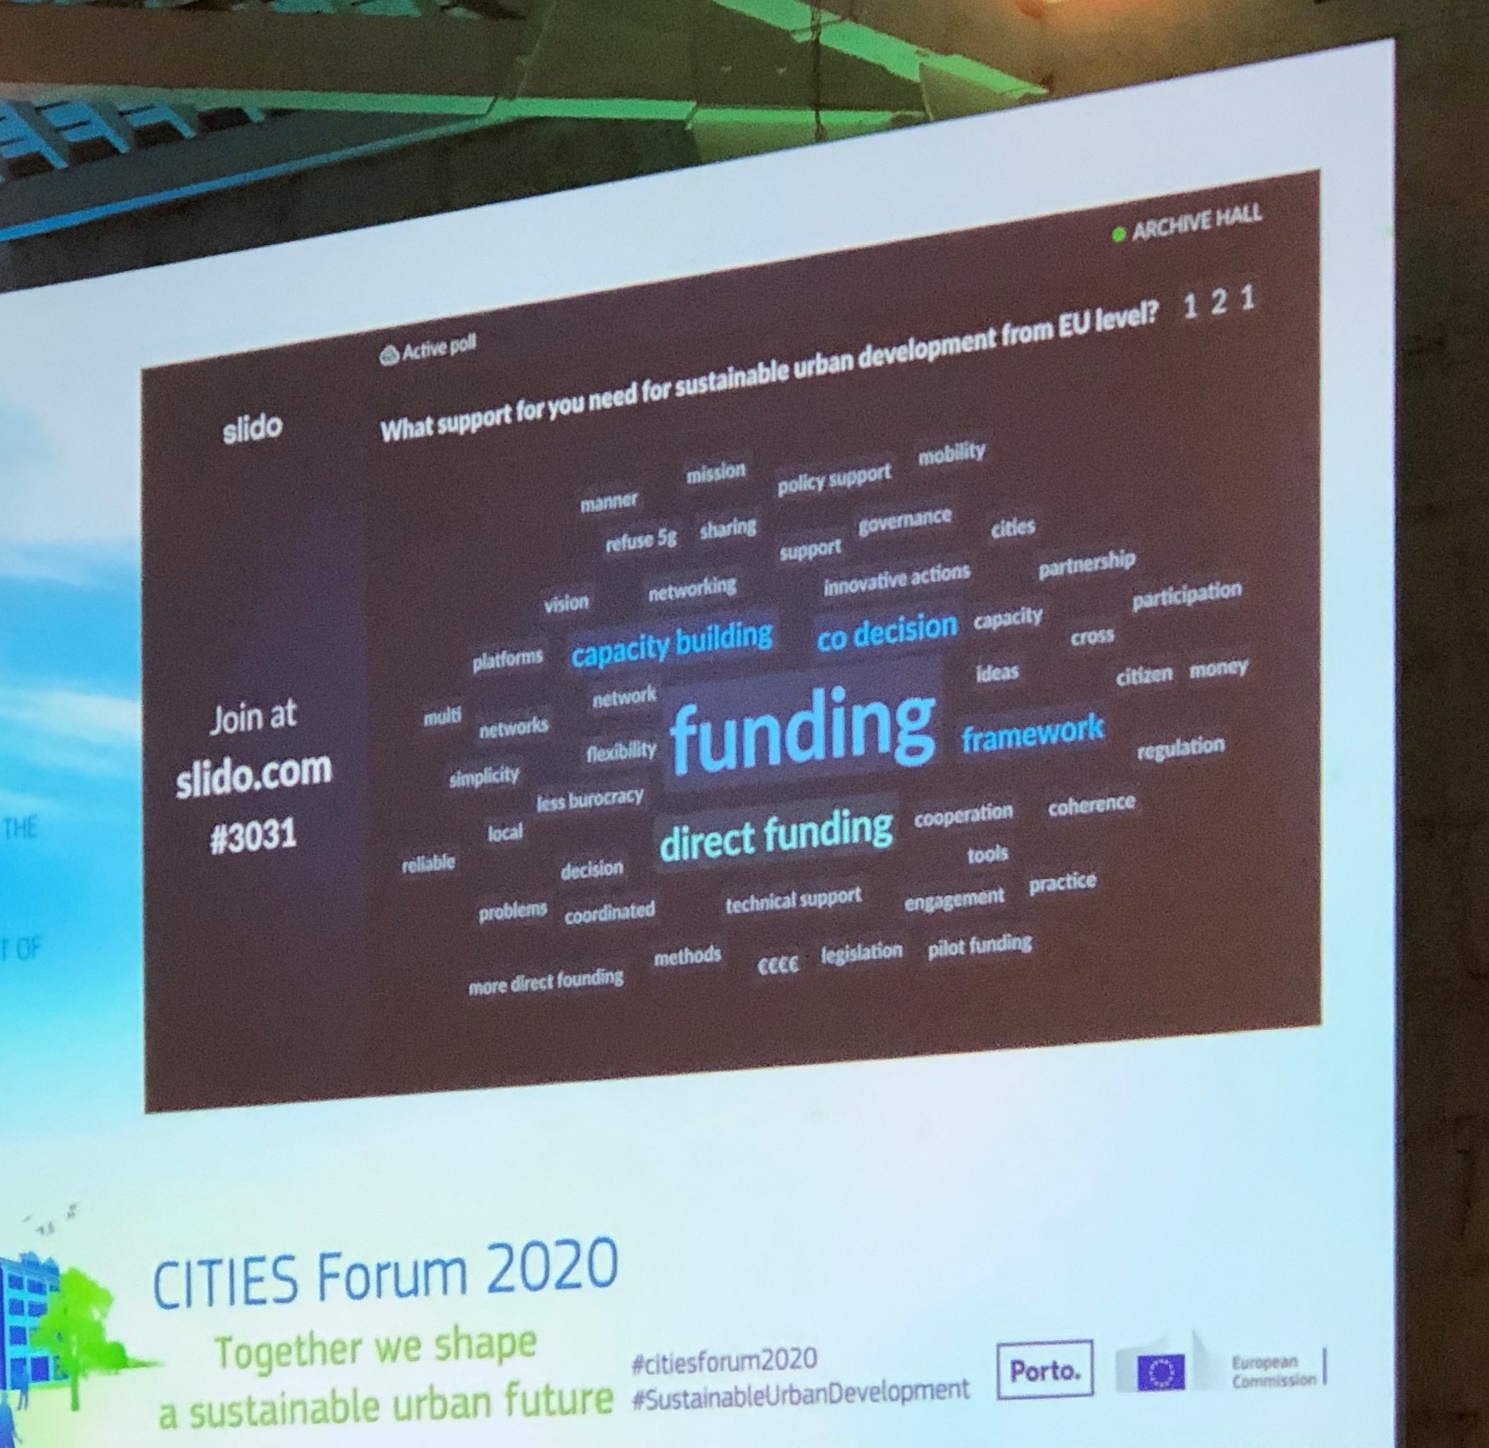 ARCHIVE HALL
Active poll
What support for you need for sustainable urban development from EU level? 1 2 1
slido
Join at
slido.com
#3031
mission
policy support
mobility
manner
refuse 5g
sharing
support
governance
cities
vision
networking
innovative actions
partnership
participation
platforms
capacity building
co decision
capacity
cross
multi
networks
network
funding
ideas
citizen
money
simplicity
flexibility
framework
regulation
less burocracy
local
direct funding
cooperation
coherence
reliable
decision
tools
problems
coordinated
technical support
engagement
practice
more direct founding
methods
€€€€
legislation
pilot funding
THE
T OF
CITIES Forum 2020
Together we shape
a sustainable urban future
#citiesforum2020
#SustainableUrbanDevelopment
Porto.
European
Commission